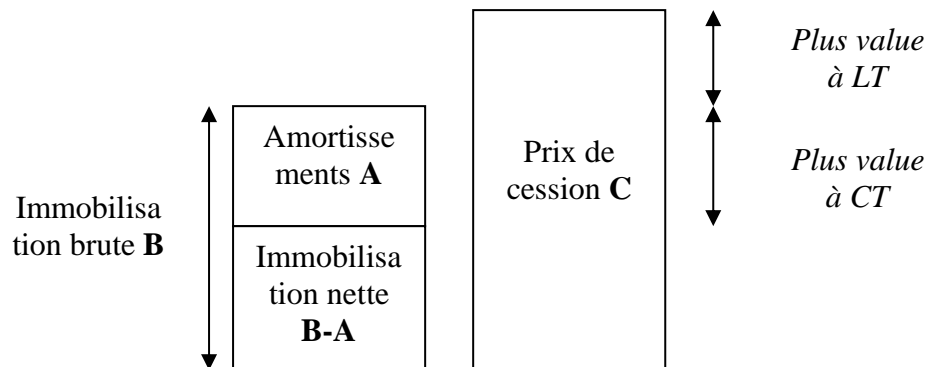 Immobilisa
tion brute B
Amortisse
ments A
Immobilisa
tion nette
B-A
Prix de
cession C
Plus value
à LT
Plus value
à CT